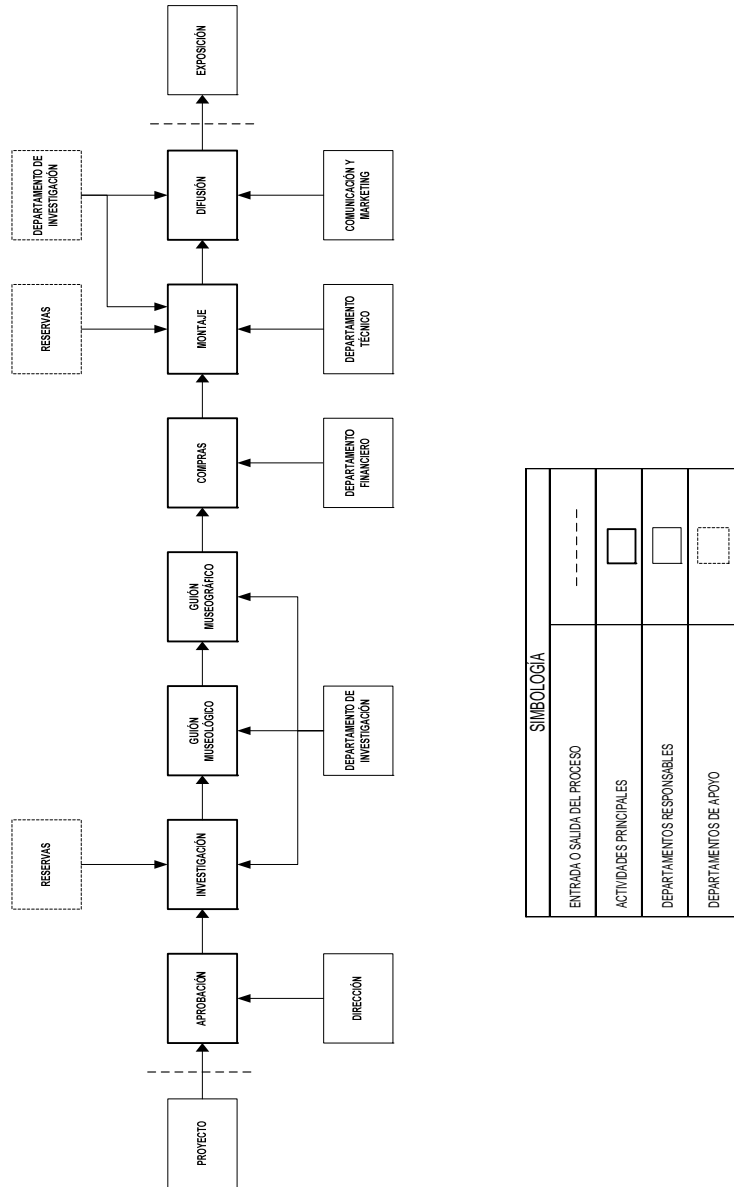 RESERVAS
RESERVAS
DEPARTAMENTO DE
INVESTIGACIÓN
PROYECTO
APROBACIÓN
INVESTIGACIÓN
GUIÓN
MUSEOLÓGICO
GUIÓN
MUSEOGRÁFICO
COMPRAS
MONTAJE
DIFUSIÓN
EXPOSICIÓN
DIRECCIÓN
DEPARTAMENTO DE
INVESTIGACIÓN
DEPARTAMENTO
FINANCIERO
DEPARTAMENTO
TÉCNICO
COMUNICACIÓN Y
MARKETING
SIMBOLOGÍA
ENTRADA O SALIDA DEL PROCESO
ACTIVIDADES PRINCIPALES
DEPARTAMENTOS RESPONSABLES
DEPARTAMENTOS DE APOYO